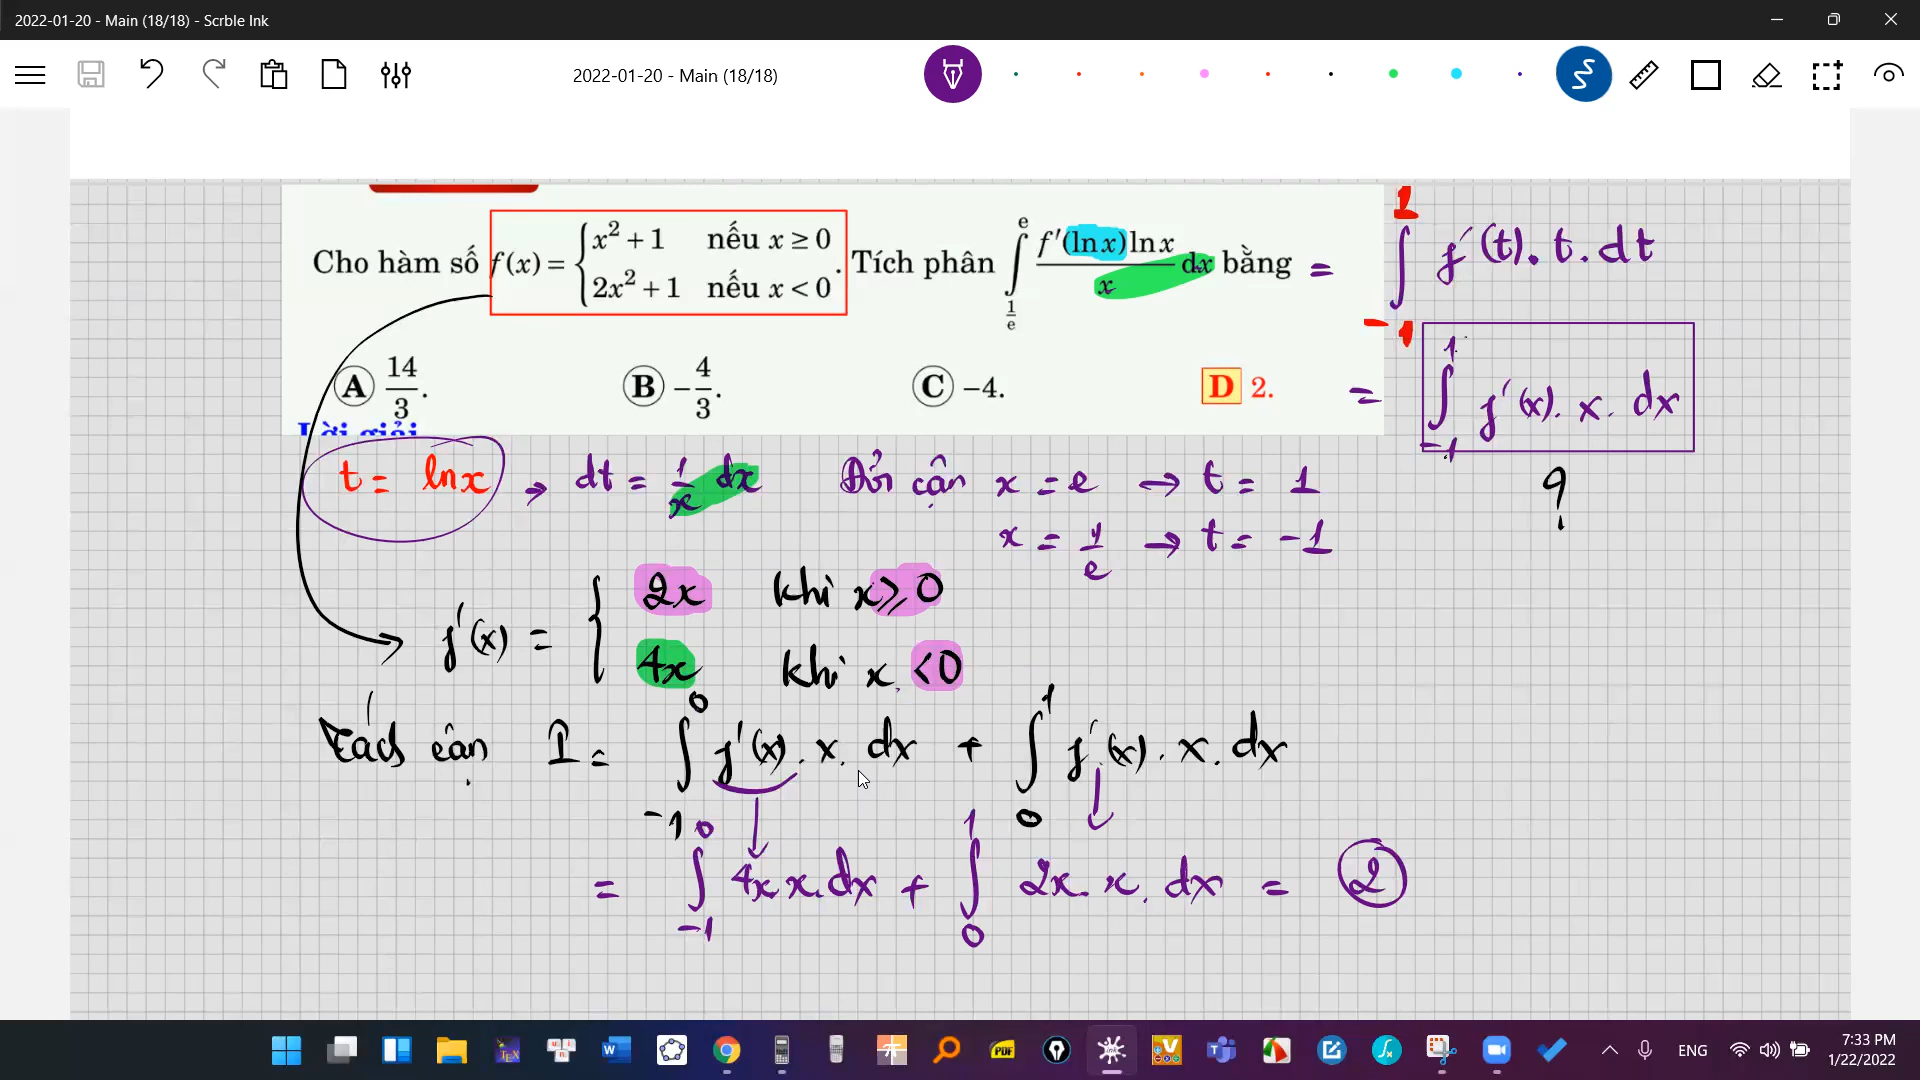 2022-01-20 - Main (18/18) - Scrble Ink
2022-01-20 - Main (18/18)
Cho hàm số f(x) = { x² + 1 nếu x ≥ 0
2x² + 1 nếu x < 0 . Tích phân ∫_{1/e}^{e} f'(ln x) ln x / x dx bằng = ∫_{-1}^{1} f'(t). t. dt
A 14/3. B −4/3. C −4. D 2. = ∫_{-1}^{1} f'(x). x. dx
Lời giải
t = ln x → dt = 1/x dx Đổi cận x = e → t = 1
?
x = 1/e → t = -1
f'(x) = { 2x khi x ≥ 0
4x khi x < 0
Tách cận I = ∫_{-1}^{0} f'(x). x. dx + ∫_{0}^{1} f'(x). x. dx
= ∫_{-1}^{0} 4x x. dx + ∫_{0}^{1} 2x. x. dx = 2
ENG
7:33 PM
1/22/2022